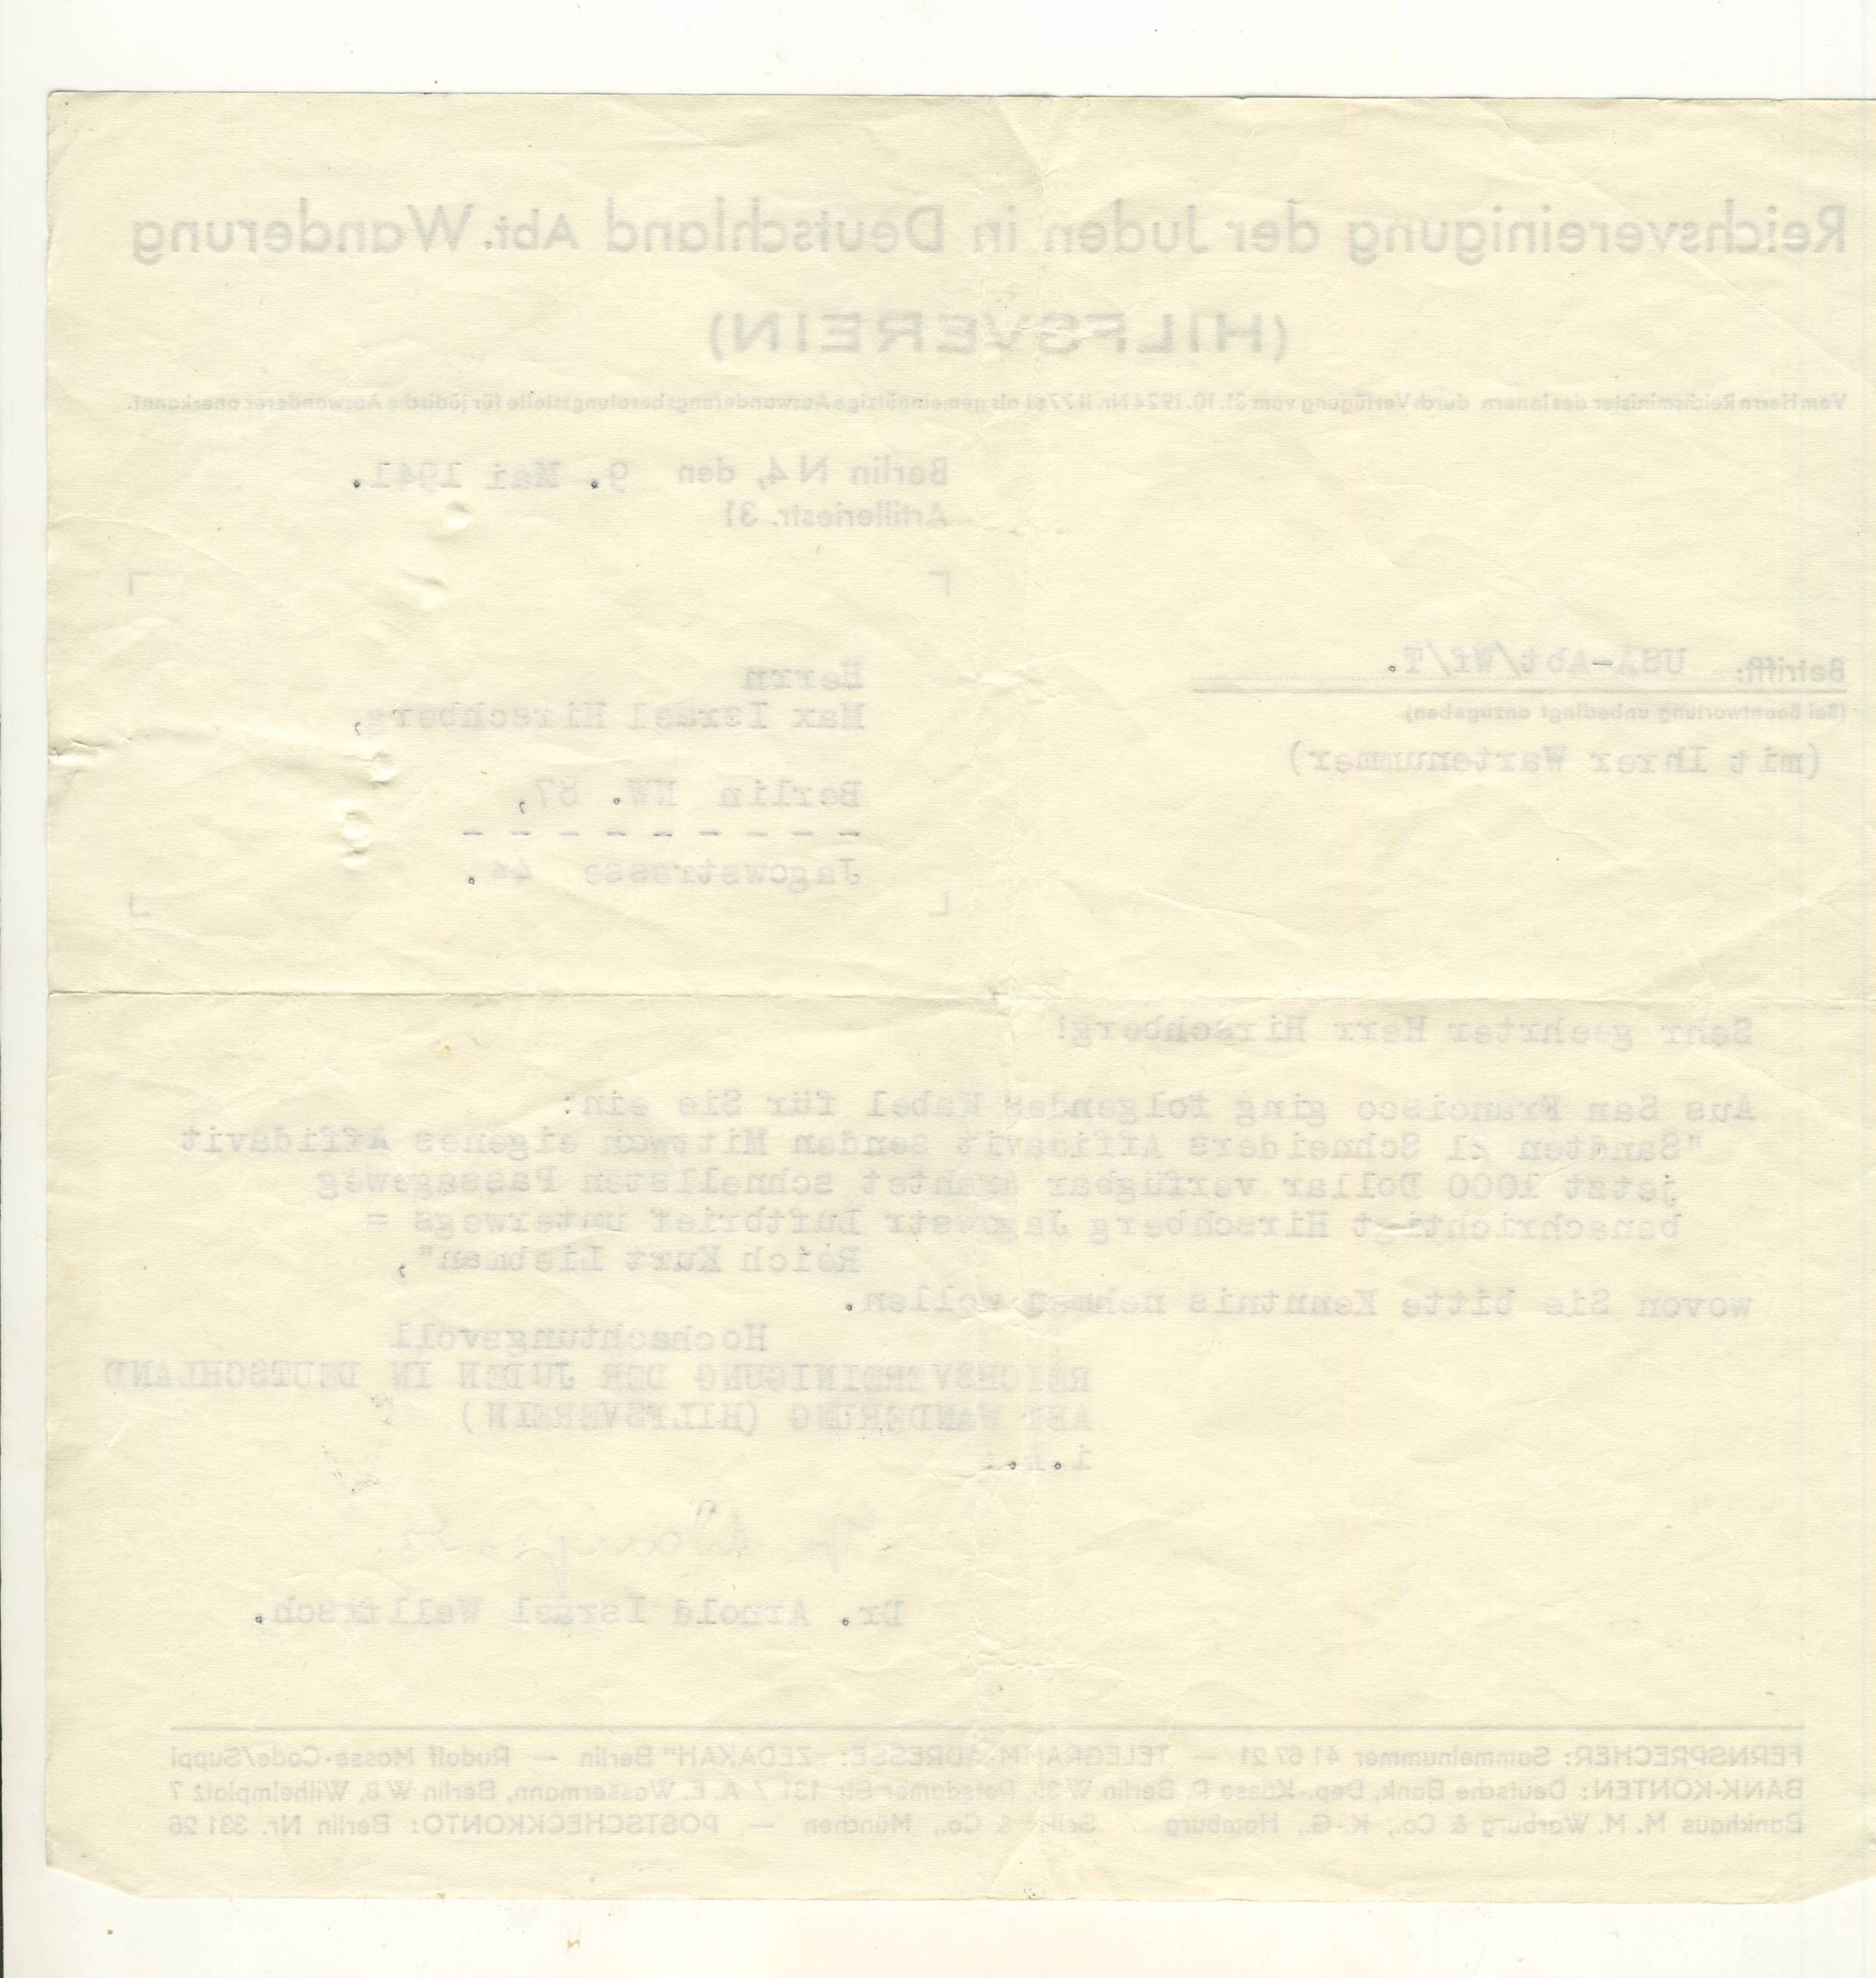 Reichsvereinigung der Juden in Deutschland Abt. Wanderung
(HILFSVEREIN)
Vom Herrn Reichsminister des Innern durch Verfügung vom 31. 10. 1924 Nr. als gemeinnützige Auswanderungsberatungsstelle für jüdische Auswanderer anerkannt.
Berlin N 4, den 9. Mai 1941.
Artilleriestr. 31
Betrifft: USA-Abt/Wf/T.
(Bei Beantwortung unbedingt anzugeben)
(mit Ihrer Wartenummer)
Herrn
Max Israel Hirschberg,
Berlin NW. 87,
- - - - - - - - -
Jagowstrasse 44.
Sehr geehrter Herr Hirschberg!
Aus San Francisco ging folgendes Kabel für Sie ein:
"Sandten 21 Schneiders Affidavit senden Mittwoch eigenes Affidavit
jetzt 1000 Dollar verfügbar drahtet schnellsten Passageweg
benachrichtigt Hirschberg Jagowstr Luftbrief unterwegs =
Reich Kurt Liebman",
wovon Sie bitte Kenntnis nehmen wollen.
Hochachtungsvoll
REICHSVEREINIGUNG DER JUDEN IN DEUTSCHLAND
ABT WANDERUNG (HILFSVEREIN)
Dr. Arnold Israel Wallfisch.
FERNSPRECHER: Sammelnummer 41 67 21 — TELEGRAMM-ADRESSE: „ZEDAKAH" Berlin — Rudolf Mosse-Code/Suppl
BANK-KONTEN: Deutsche Bank, Dep.-Kasse P, Berlin W 35, Potsdamer Str. 131 / A. E. Wassermann, Berlin W 8, Wilhelmplatz 7
Bankhaus M. M. Warburg & Co., K.-G., Hamburg / & Co., München — POSTSCHECKKONTO: Berlin Nr. 331 26